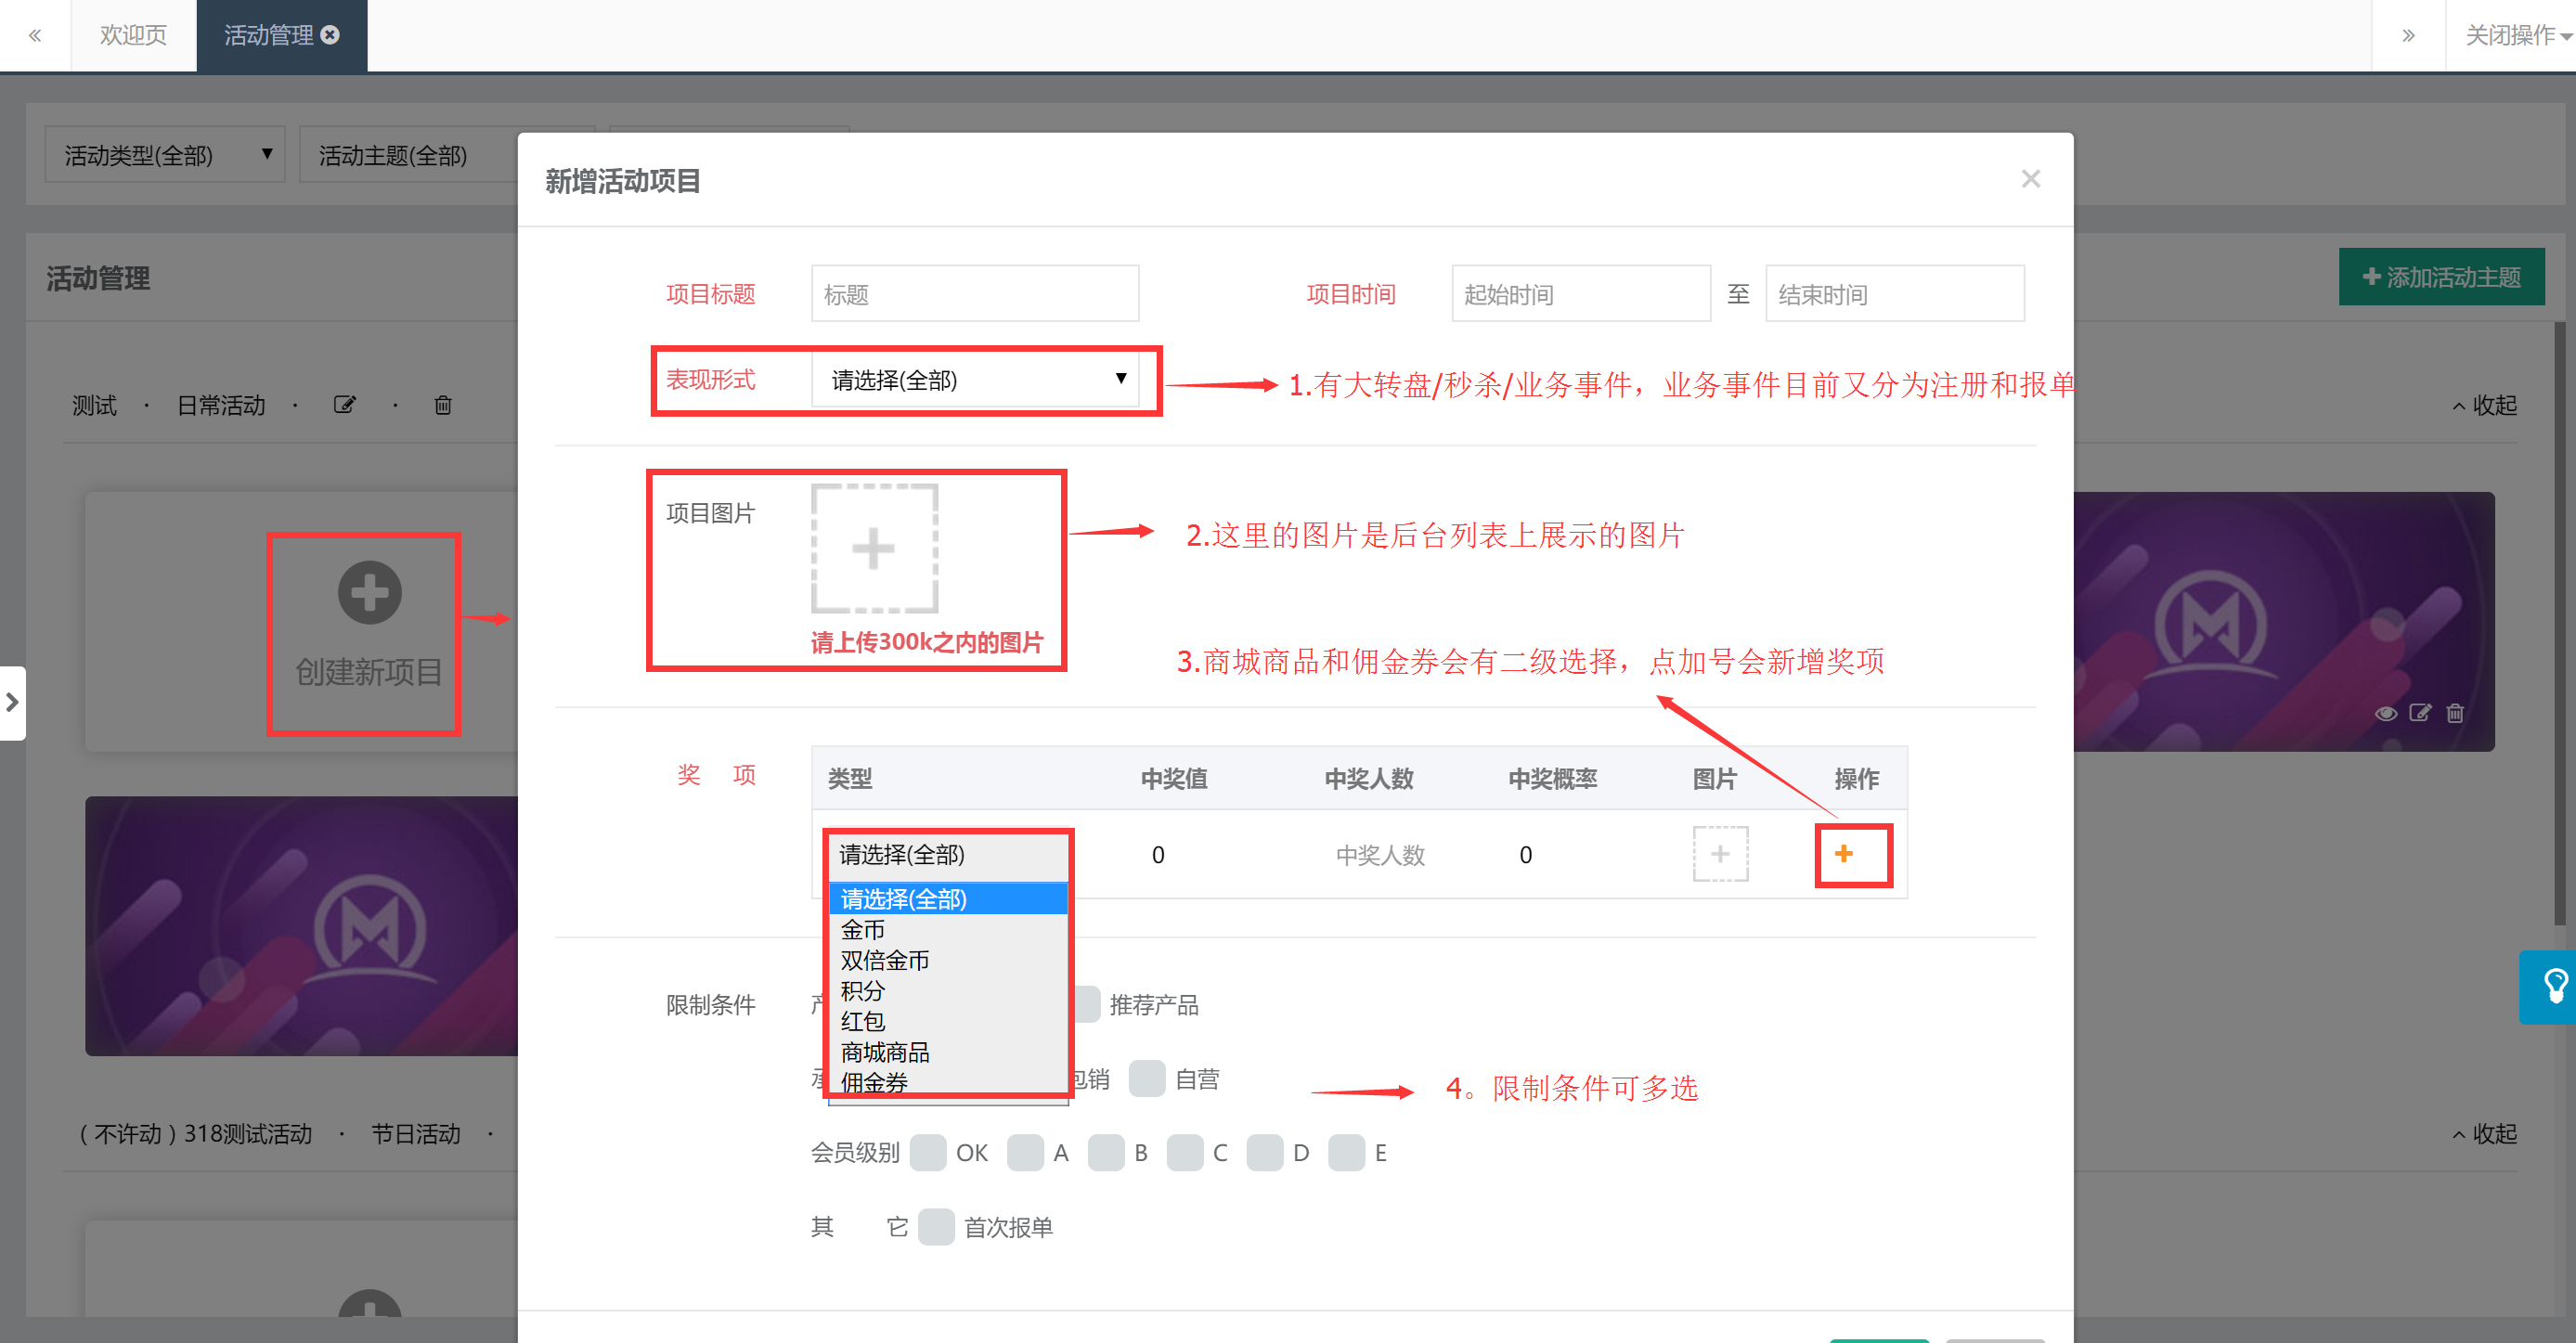 «
欢迎页
活动管理
»
关闭操作
活动类型(全部)
活动主题(全部)
活动管理
添加活动主题
测试 · 日常活动 · ·
收起
创建新项目
(不许动)318测试活动 · 节日活动 ·
收起
新增活动项目
×
项目标题 标题 项目时间 起始时间 至 结束时间
表现形式 请选择(全部)
1.有大转盘/秒杀/业务事件，业务事件目前又分为注册和报单
项目图片
请上传300k之内的图片
2.这里的图片是后台列表上展示的图片
3.商城商品和佣金券会有二级选择，点加号会新增奖项
奖 项
类型 中奖值 中奖人数 中奖概率 图片 操作
请选择(全部) 0 中奖人数 0
请选择(全部)
金币
双倍金币
积分
红包
商城商品
佣金券
限制条件 推荐产品
包销 自营
4。限制条件可多选
会员级别 OK A B C D E
其 它 首次报单